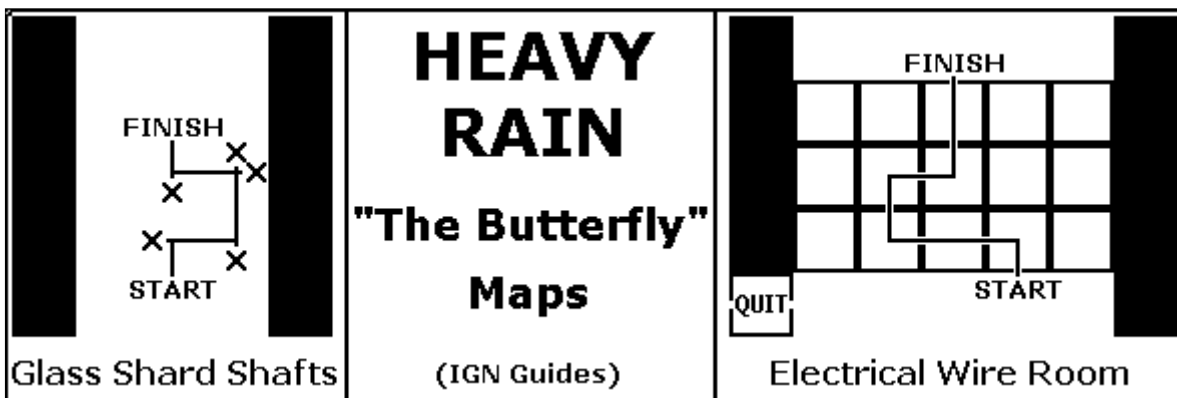 FINISH
START
Glass Shard Shafts
HEAVY
RAIN
"The Butterfly"
Maps
(IGN Guides)
FINISH
START
QUIT
Electrical Wire Room